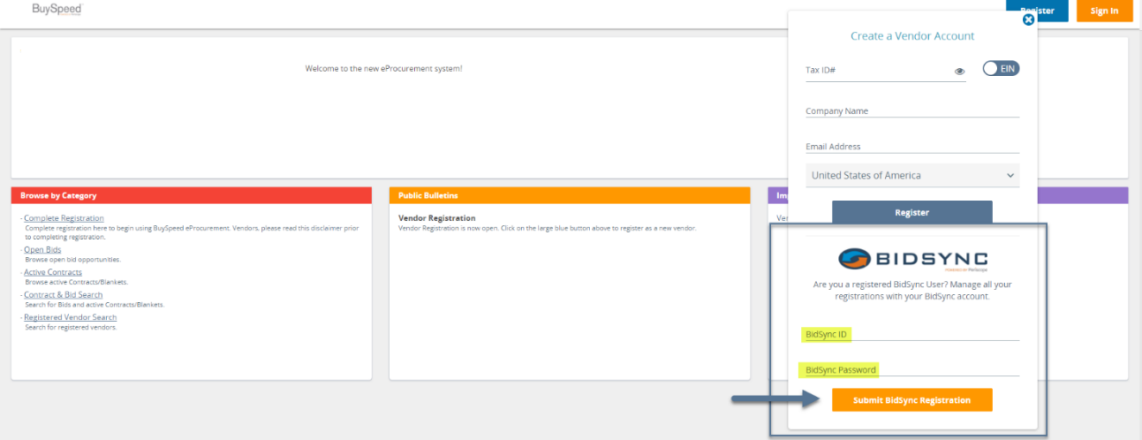 BuySpeed
Register
Sign In
Welcome to the new eProcurement system!
Browse by Category
- Complete Registration
Complete registration here to begin using BuySpeed eProcurement. Vendors, please read this disclaimer prior
to completing registration.
- Open Bids
Browse open bid opportunities.
- Active Contracts
Browse active Contracts/Blankets.
- Contract & Bid Search
Search for Bids and active Contracts/Blankets.
- Registered Vendor Search
Search for registered vendors.
Public Bulletins
Vendor Registration
Vendor Registration is now open. Click on the large blue button above to register as a new vendor.
Create a Vendor Account
Tax ID#
EIN
Company Name
Email Address
United States of America
Register
BIDSYNC
Are you a registered BidSync User? Manage all your
registrations with your BidSync account.
BidSync ID
BidSync Password
Submit BidSync Registration